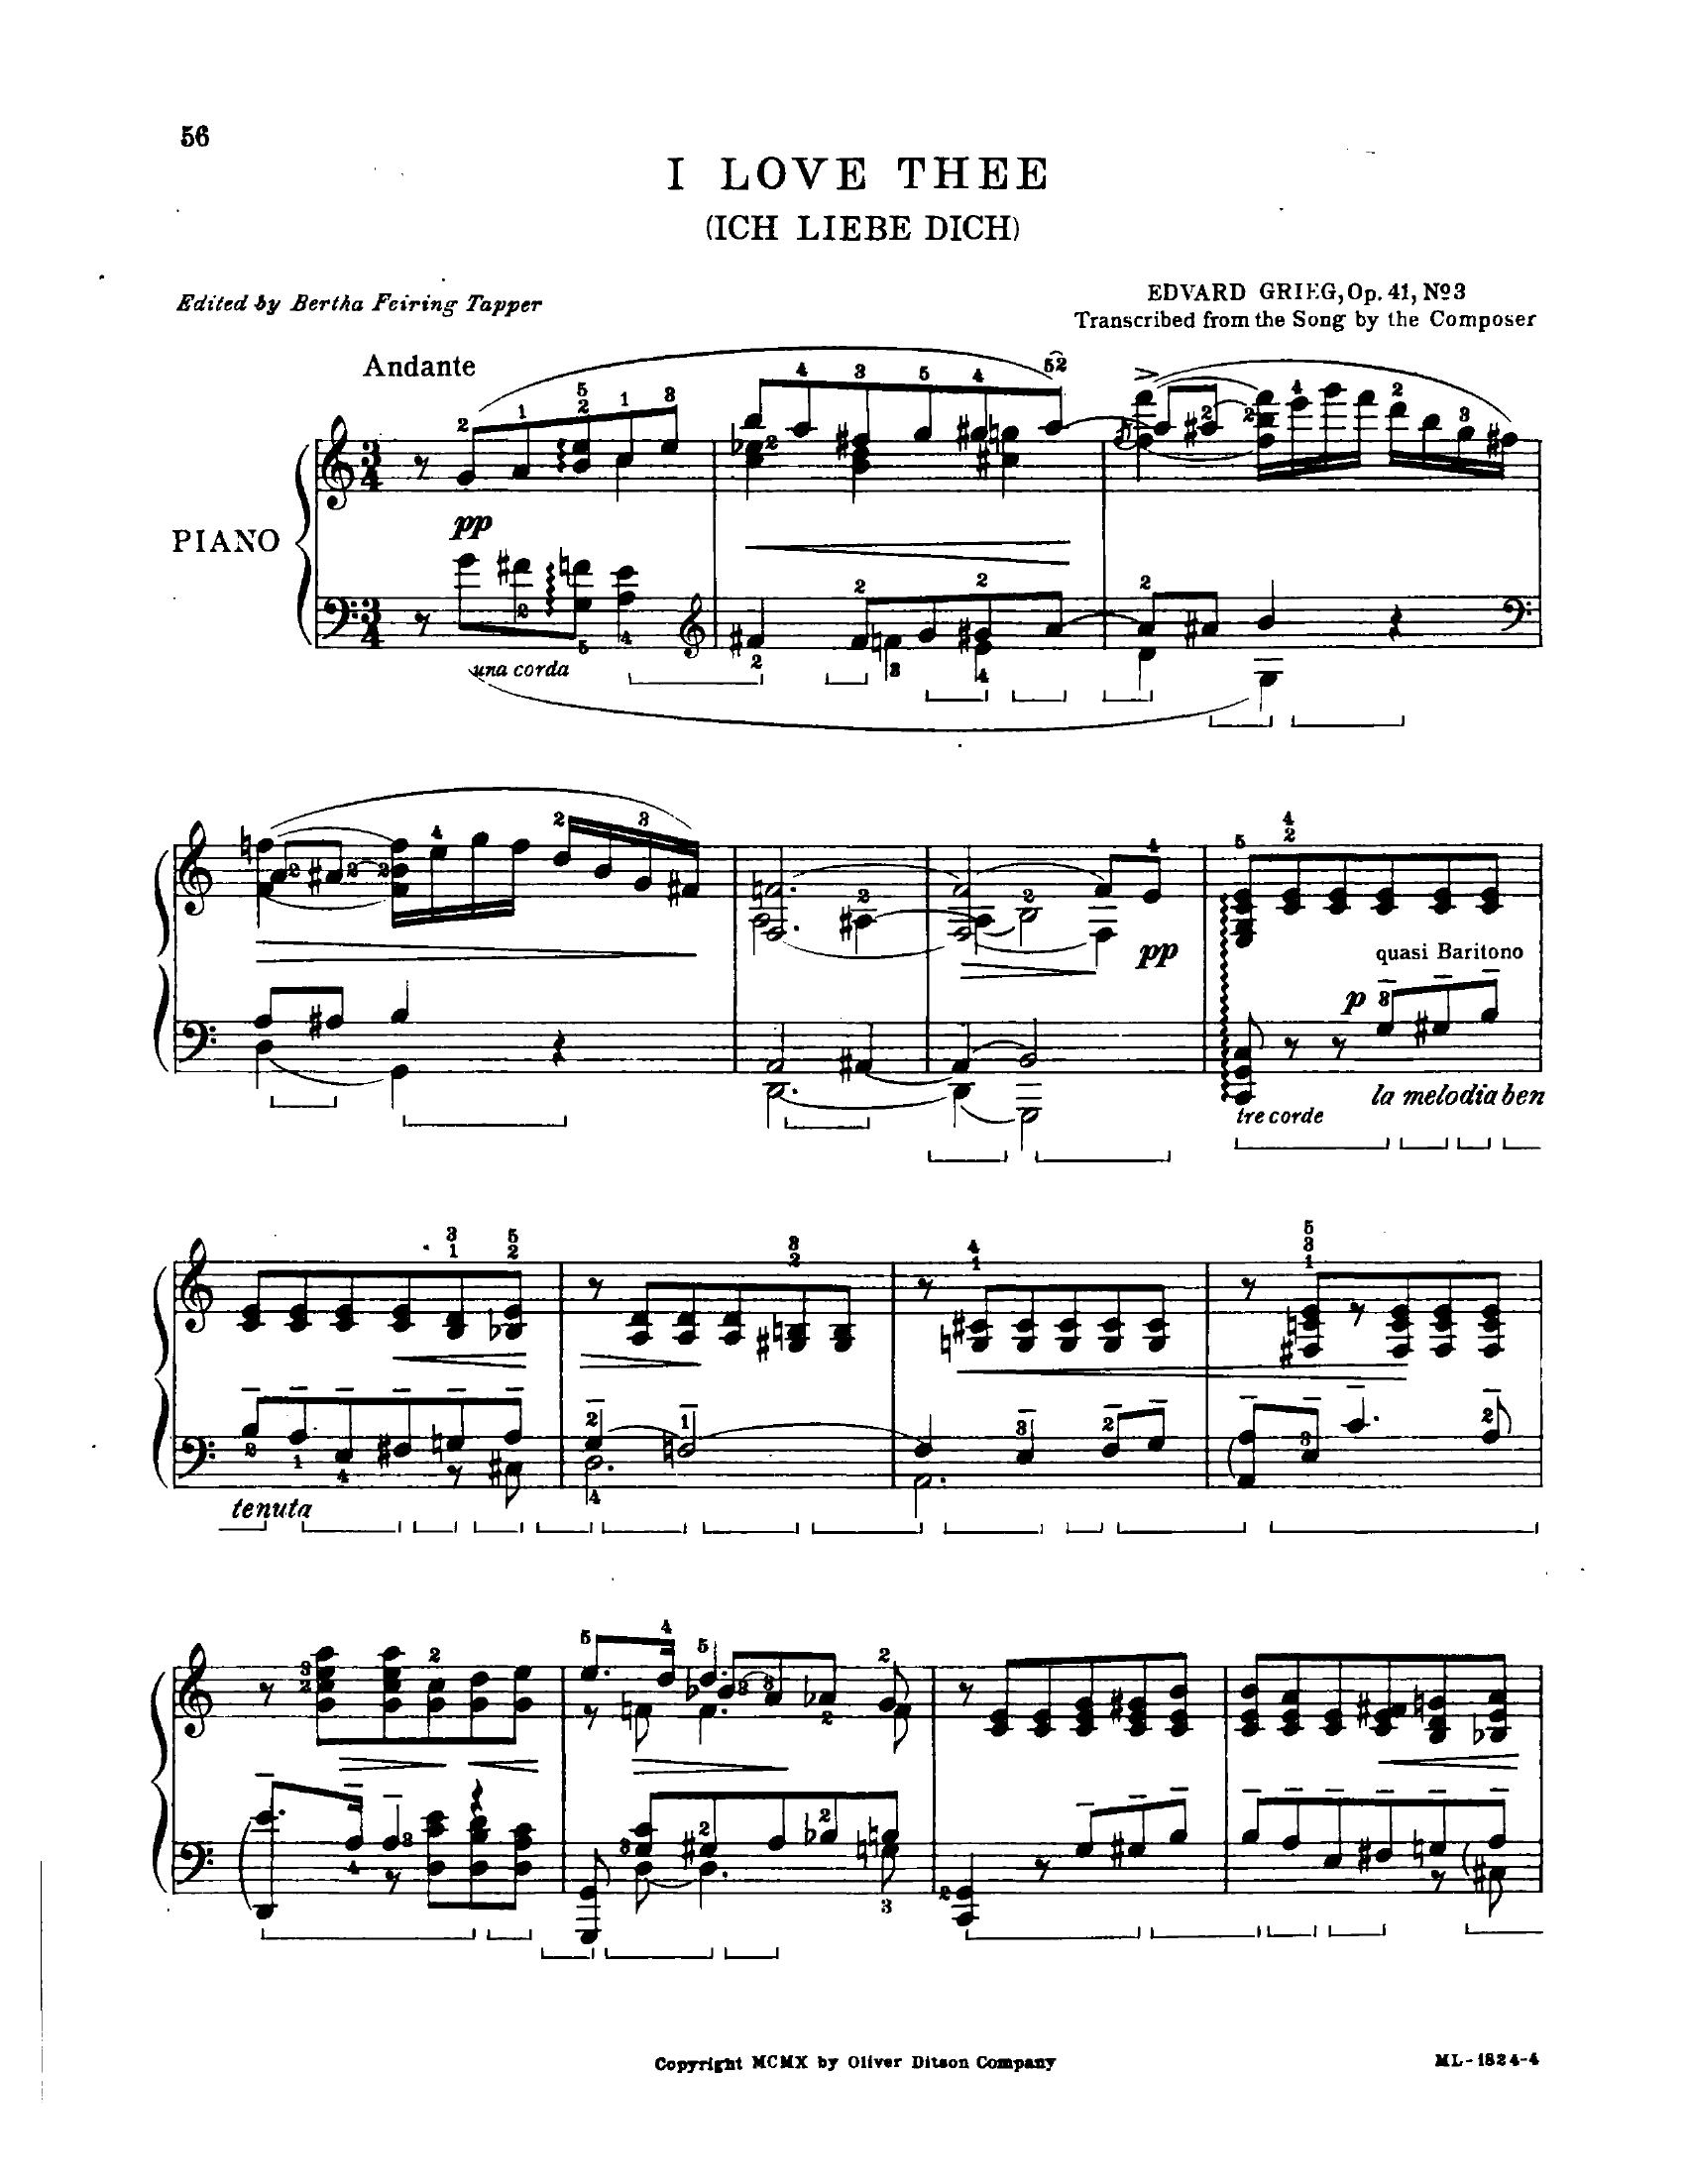 56
I LOVE THEE
(ICH LIEBE DICH)
Edited by Bertha Feiring Tapper
EDVARD GRIEG, Op. 41, No 3
Transcribed from the Song by the Composer
Andante
PIANO
pp
una corda
pp
quasi Baritono
p
tre corde
la melodia ben
tenuta
Copyright MCMX by Oliver Ditson Company
ML-1824-4